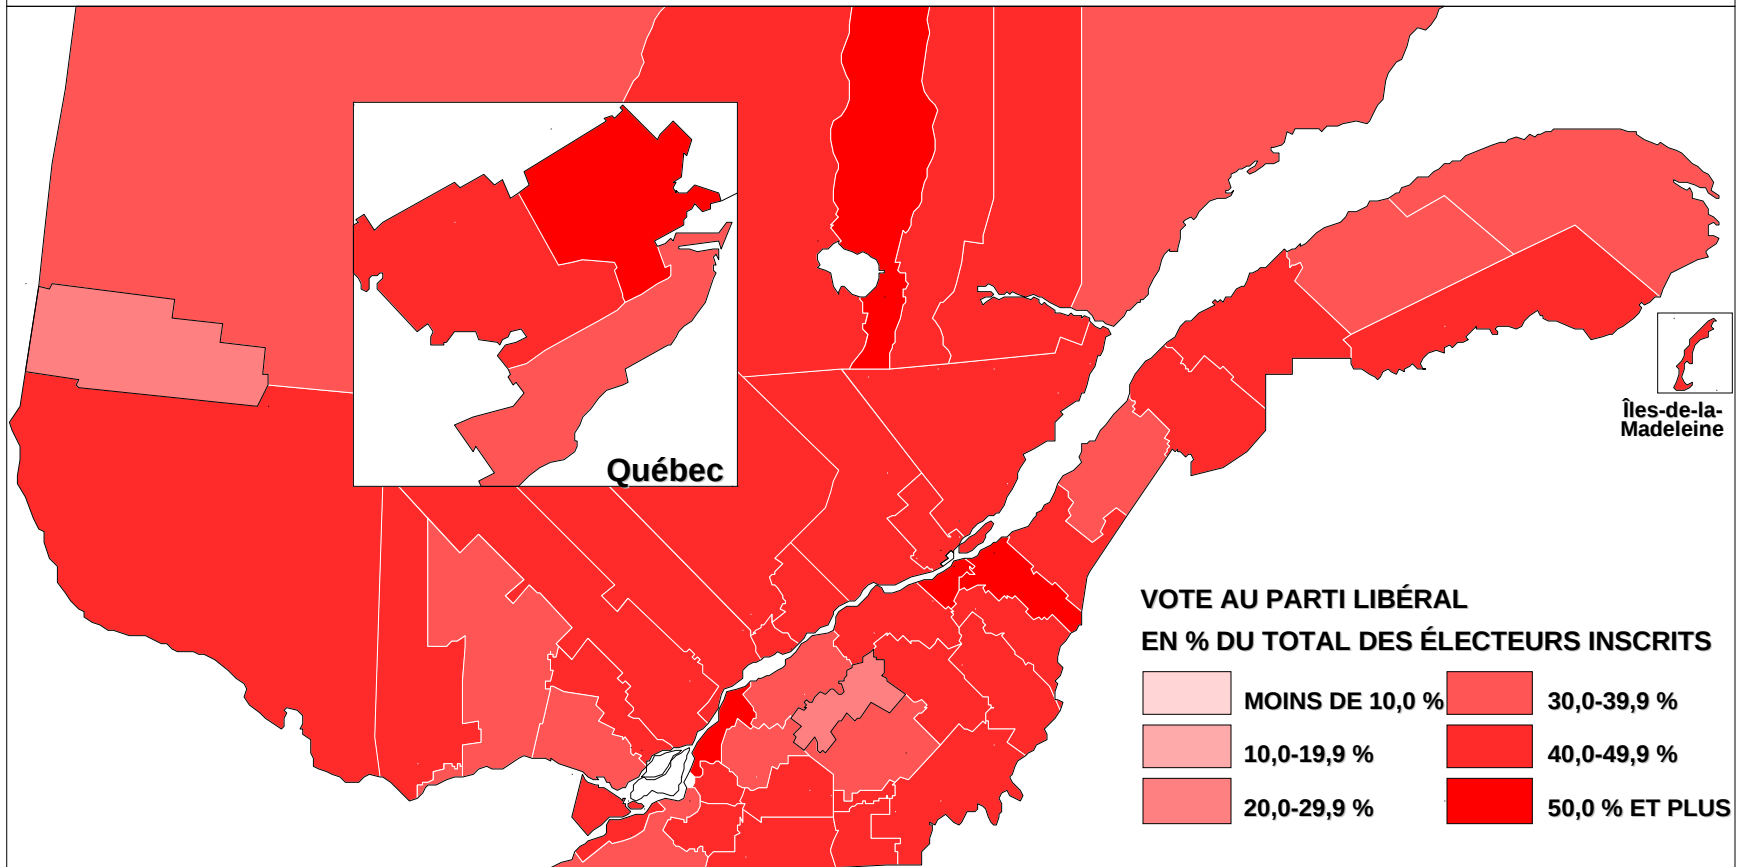 Québec
Îles-de-la-
Madeleine
VOTE AU PARTI LIBÉRAL
EN % DU TOTAL DES ÉLECTEURS INSCRITS
MOINS DE 10,0 %
30,0-39,9 %
10,0-19,9 %
40,0-49,9 %
20,0-29,9 %
50,0 % ET PLUS